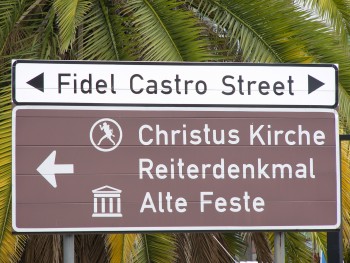 Fidel Castro Street
Christus Kirche
Reiterdenkmal
Alte Feste